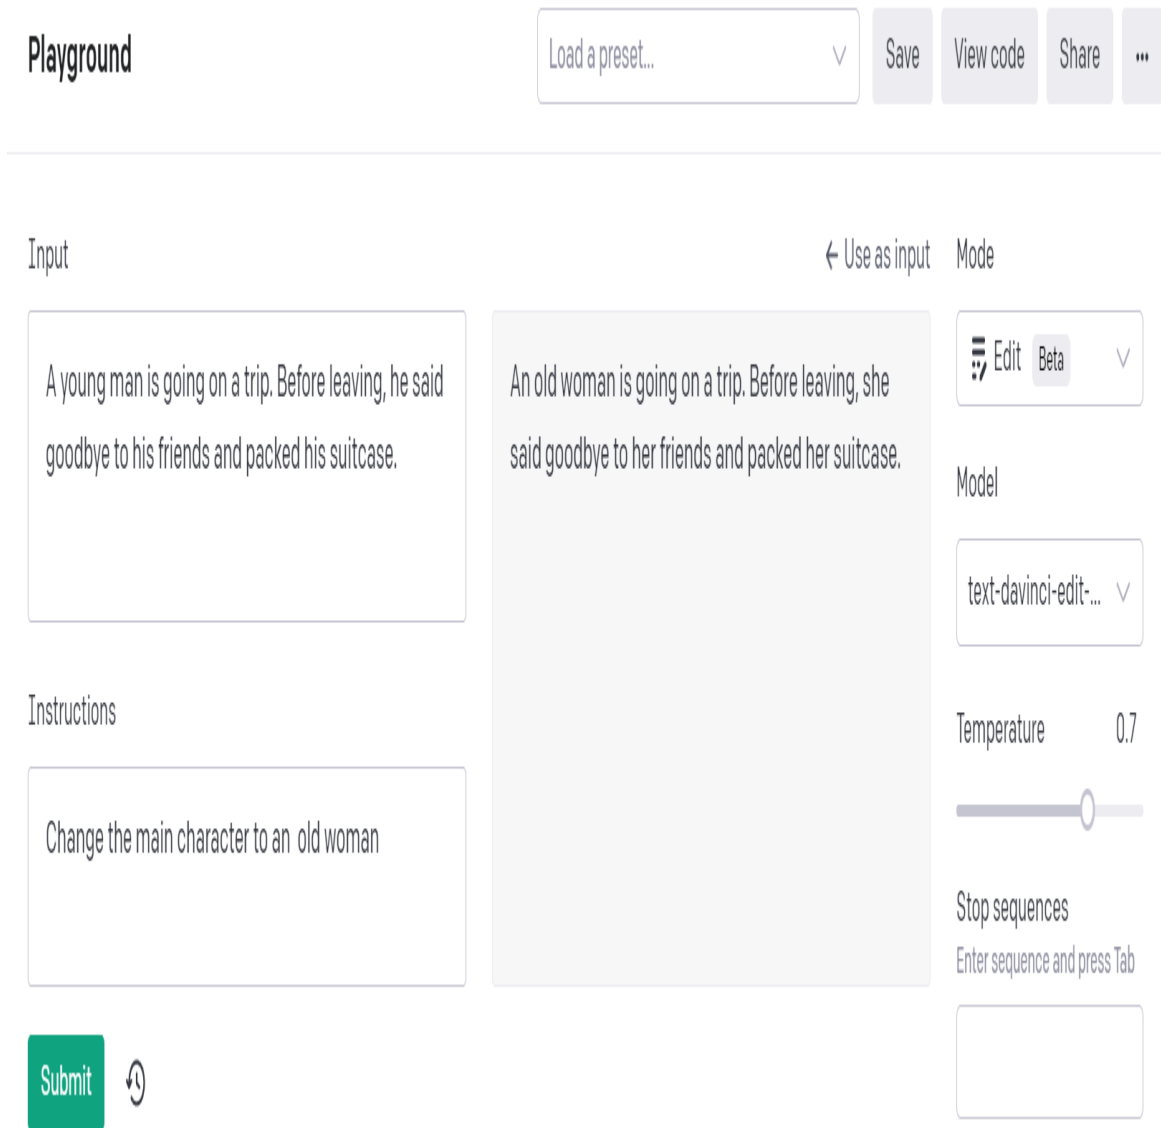 Playground
Load a preset...
Save
View code
Share
...
Input
← Use as input
Mode
A young man is going on a trip. Before leaving, he said
goodbye to his friends and packed his suitcase.
An old woman is going on a trip. Before leaving, she
said goodbye to her friends and packed her suitcase.
Edit Beta
Model
text-davinci-edit-...
Instructions
Temperature 0.7
Change the main character to an  old woman
Stop sequences
Enter sequence and press Tab
Submit